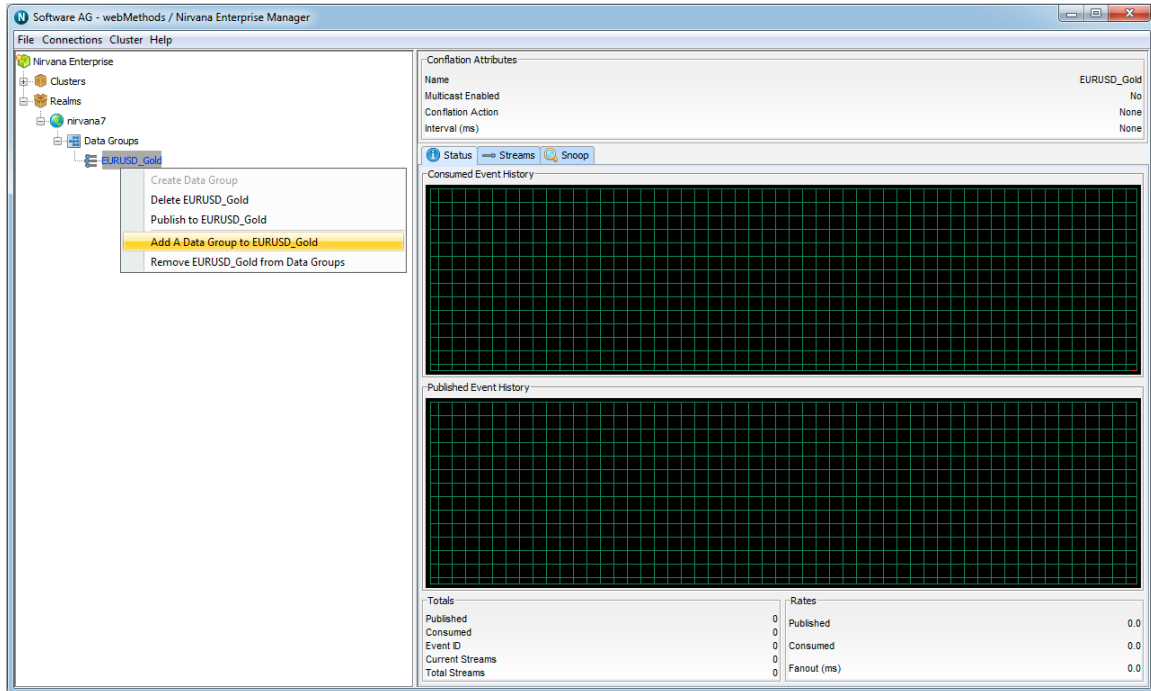 Software AG - webMethods / Nirvana Enterprise Manager
File Connections Cluster Help
Nirvana Enterprise
Clusters
Realms
nirvana7
Data Groups
EURUSD_Gold
Create Data Group
Delete EURUSD_Gold
Publish to EURUSD_Gold
Add A Data Group to EURUSD_Gold
Remove EURUSD_Gold from Data Groups
Conflation Attributes
Name EURUSD_Gold
Multicast Enabled No
Conflation Action None
Interval (ms) None
Status Streams Snoop
Consumed Event History
Published Event History
Totals
Published 0
Consumed 0
Event ID 0
Current Streams 0
Total Streams 0
Rates
Published 0.0
Consumed 0.0
Fanout (ms) 0.0